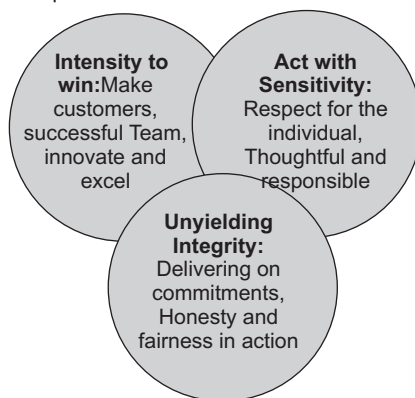 Intensity to
win:Make
customers,
successful Team,
innovate and
excel
Act with
Sensitivity:
Respect for the
individual,
Thoughtful and
responsible
Unyielding
Integrity:
Delivering on
commitments,
Honesty and
fairness in action